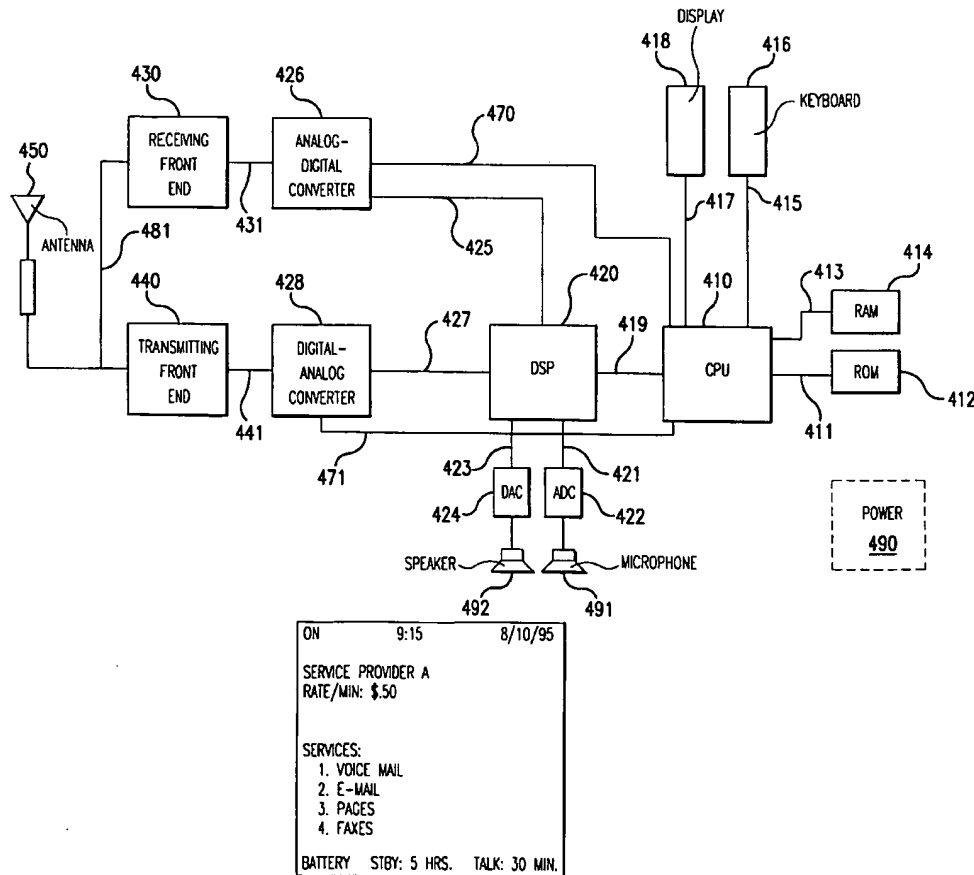 DISPLAY
418
416
430
426
470
KEYBOARD
450
RECEIVING
FRONT
END
ANALOG-
DIGITAL
CONVERTER
431
417
415
425
ANTENNA
481
440
428
420
410
413
414
427
419
RAM
TRANSMITTING
FRONT
END
DIGITAL-
ANALOG
CONVERTER
DSP
CPU
ROM
412
441
411
471
423
421
DAC
ADC
424
422
POWER
490
SPEAKER
MICROPHONE
492
491
ON 9:15 8/10/95
SERVICE PROVIDER A
RATE/MIN: $.50
SERVICES:
1. VOICE MAIL
2. E-MAIL
3. PAGES
4. FAXES
BATTERY STBY: 5 HRS. TALK: 30 MIN.